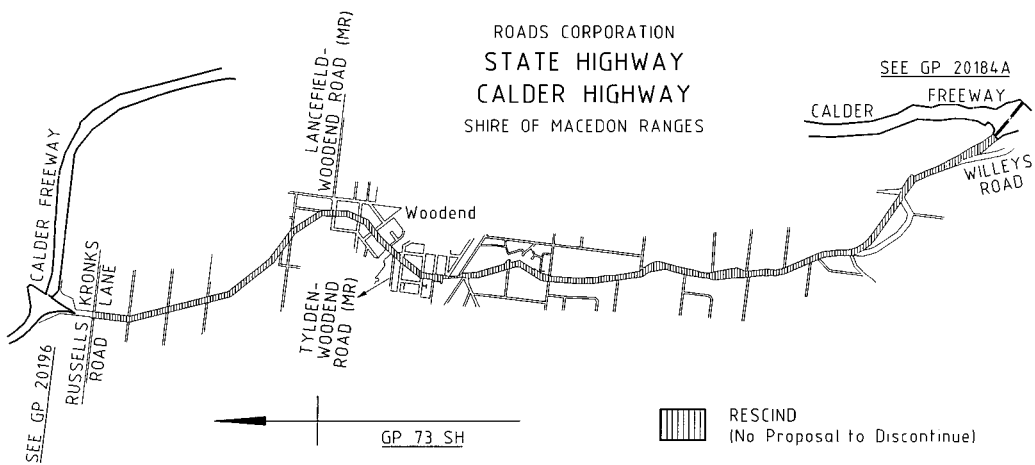 ROADS CORPORATION
STATE HIGHWAY
CALDER HIGHWAY
SHIRE OF MACEDON RANGES
SEE GP 20184A
CALDER FREEWAY
WILLEYS
ROAD
LANCEFIELD-
WOODEND
ROAD (MR)
Woodend
CALDER FREEWAY
KRONKS
LANE
RUSSELLS
ROAD
SEE GP 20196
TYLDEN-
WOODEND
ROAD (MR)
GP 73 SH
RESCIND
(No Proposal to Discontinue)